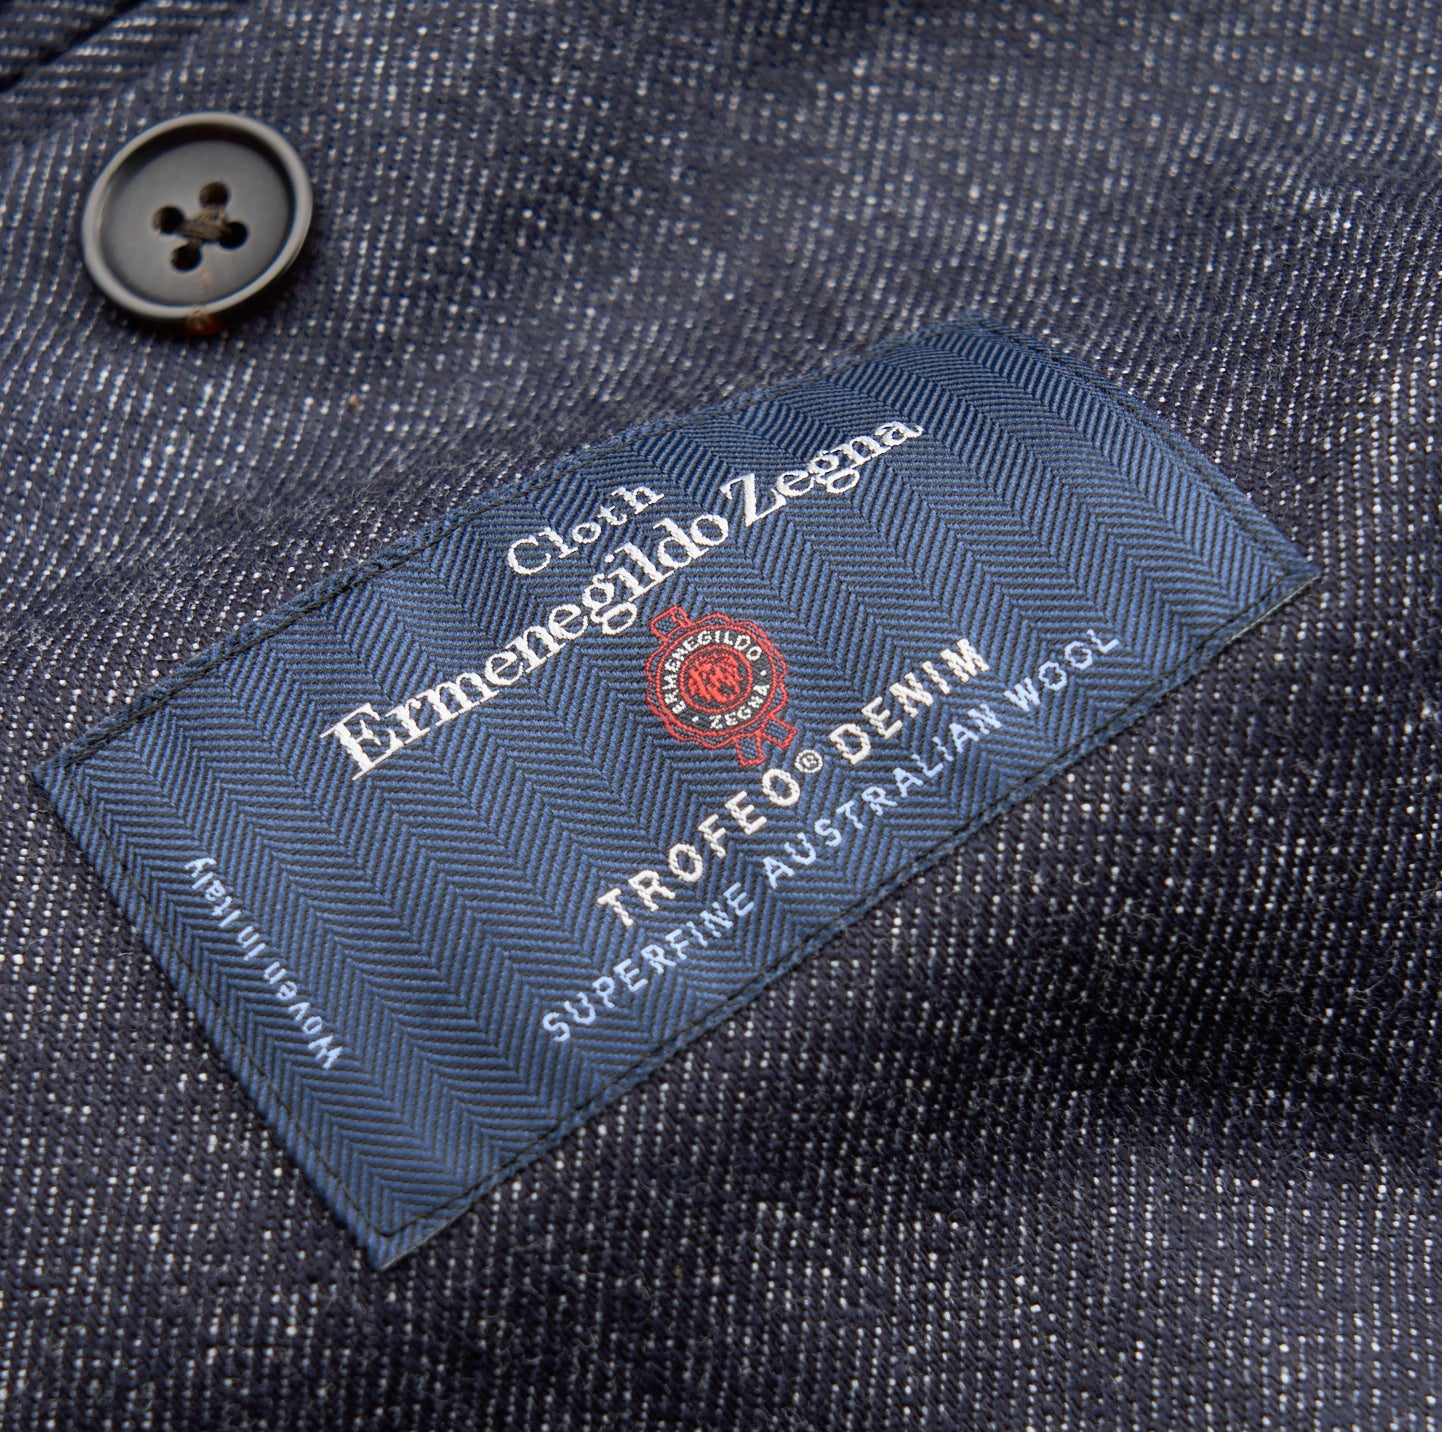 Cloth
Ermenegildo Zegna
ERMENEGILDO · ZEGNA ·
TROFEO® DENIM
SUPERFINE AUSTRALIAN WOOL
Woven In Italy